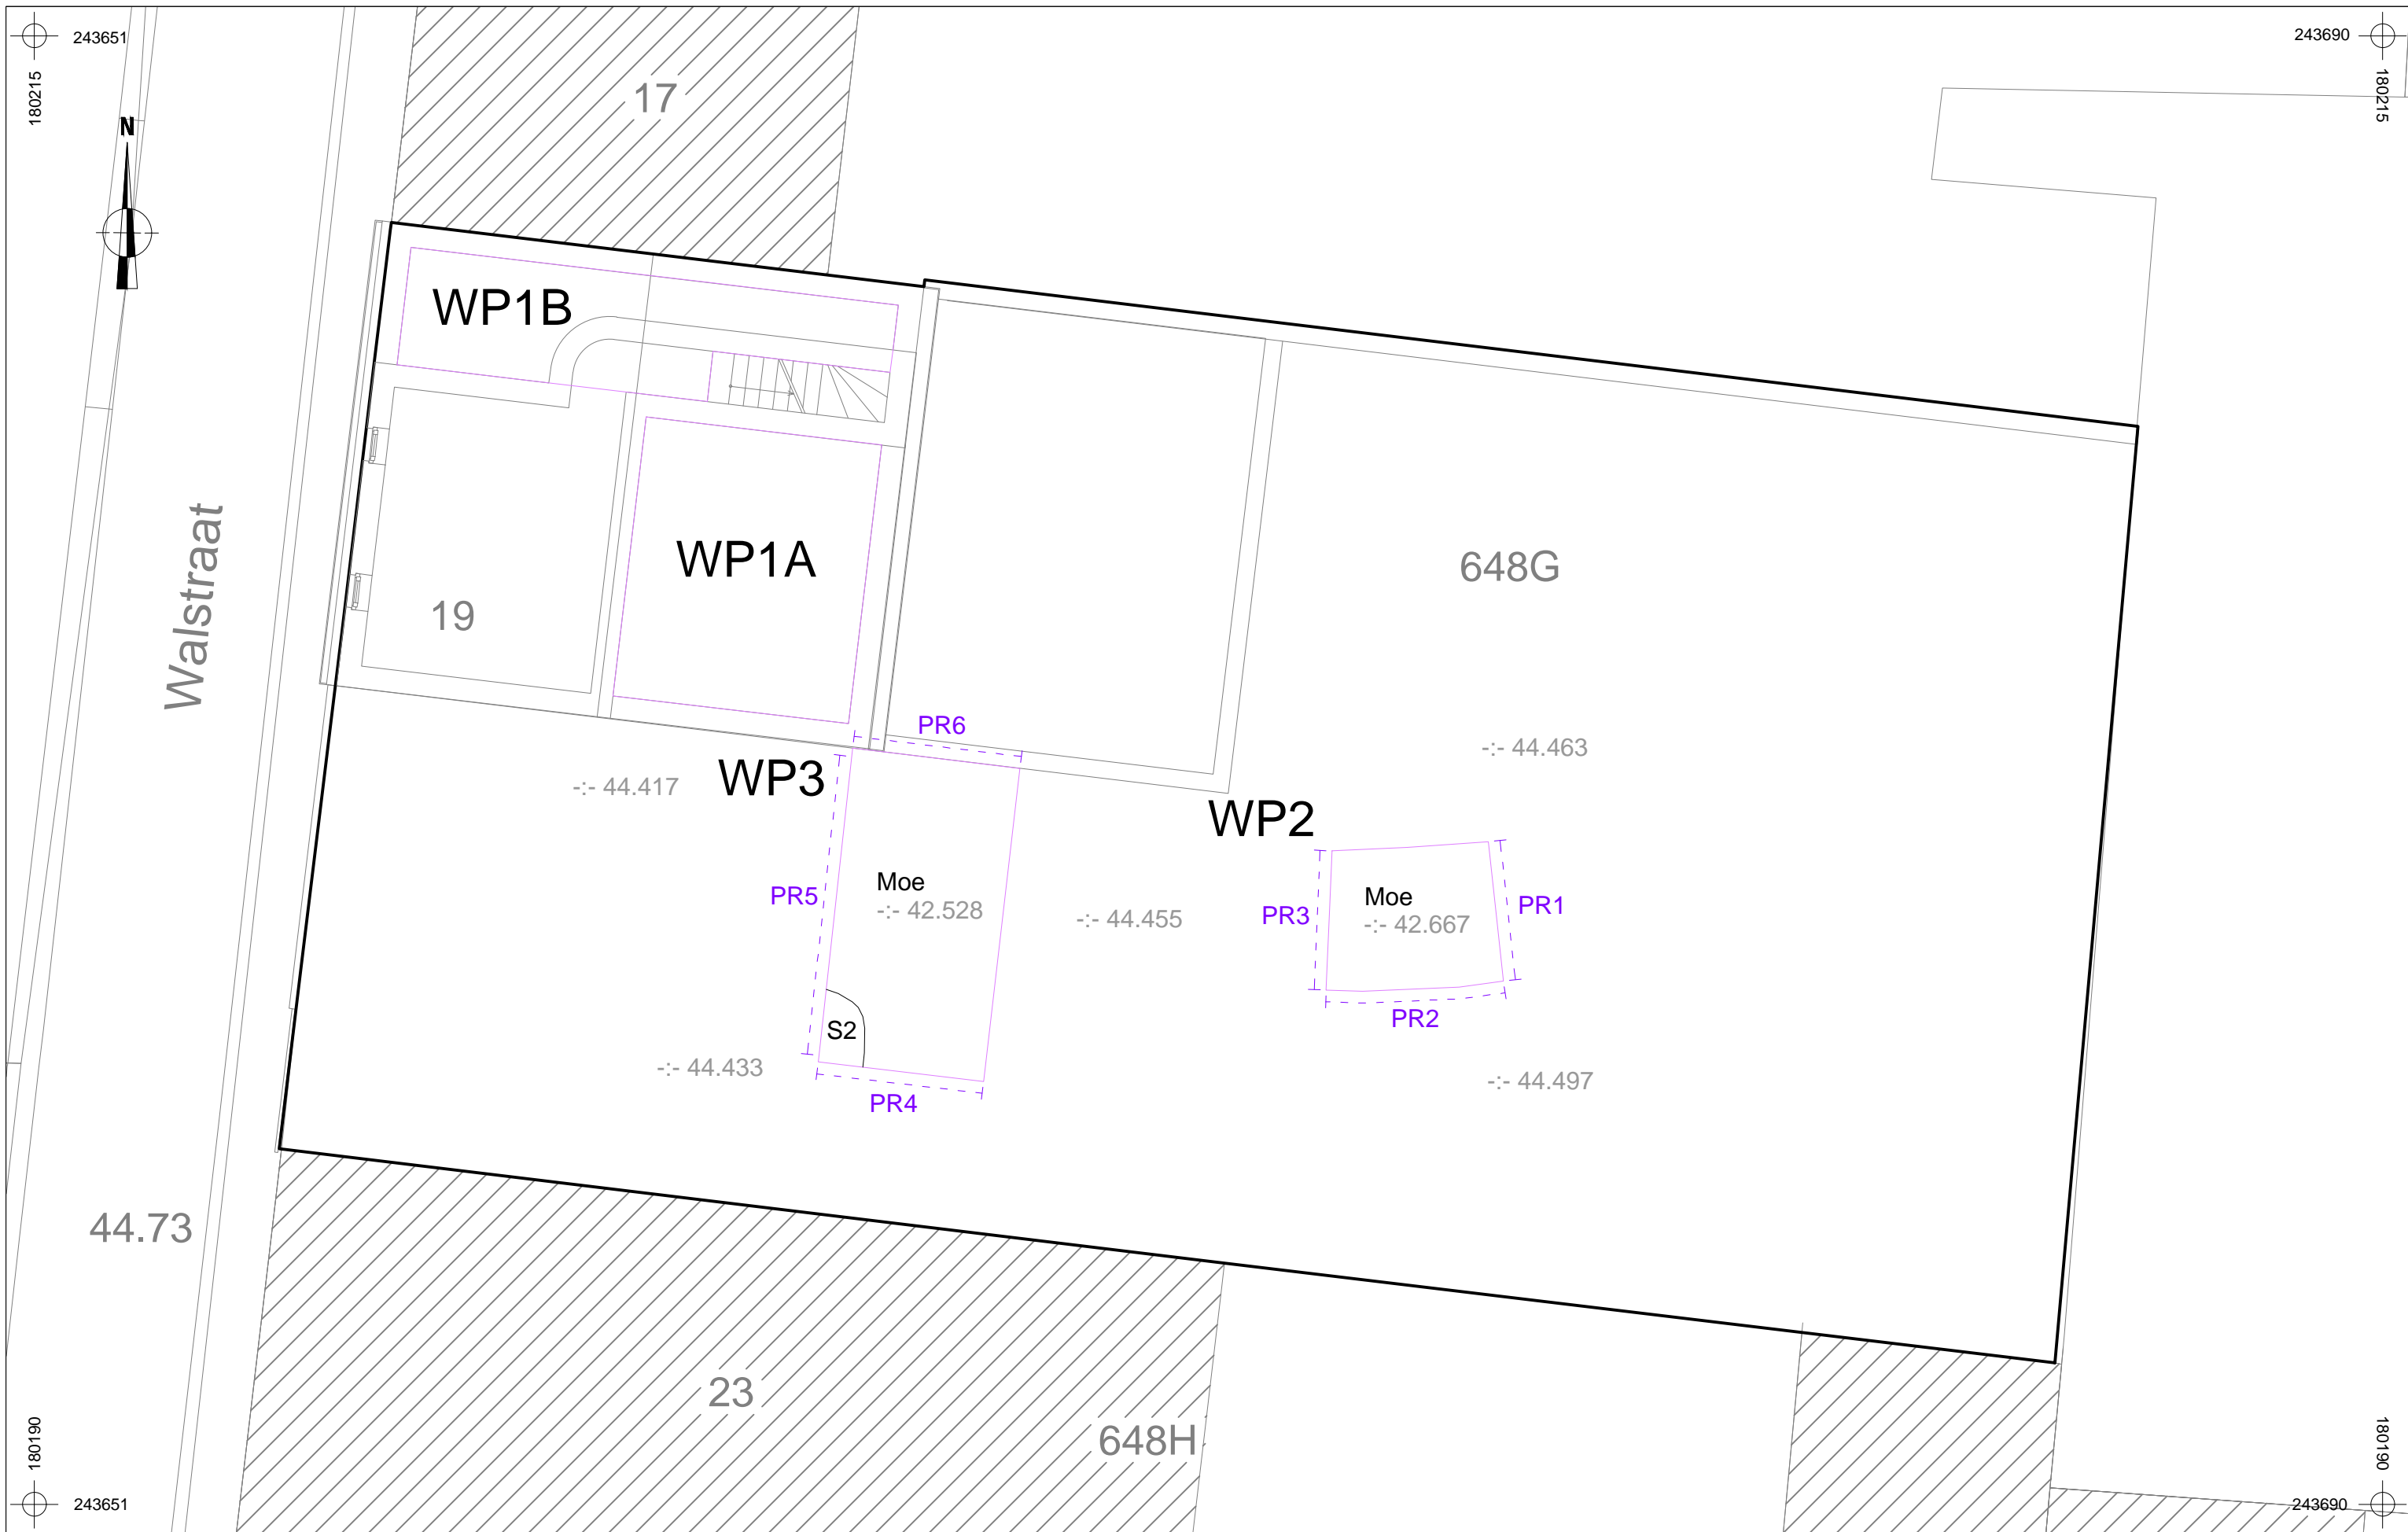 243651
243690
180215
180215
N
17
WP1B
WP1A
648G
Walstraat
19
PR6
WP3
-:- 44.463
-:- 44.417
WP2
Moe
-:- 42.528
PR5
Moe
-:- 42.667
PR1
PR3
-:- 44.455
PR2
S2
-:- 44.433
-:- 44.497
PR4
44.73
23
648H
180190
180190
243651
243690